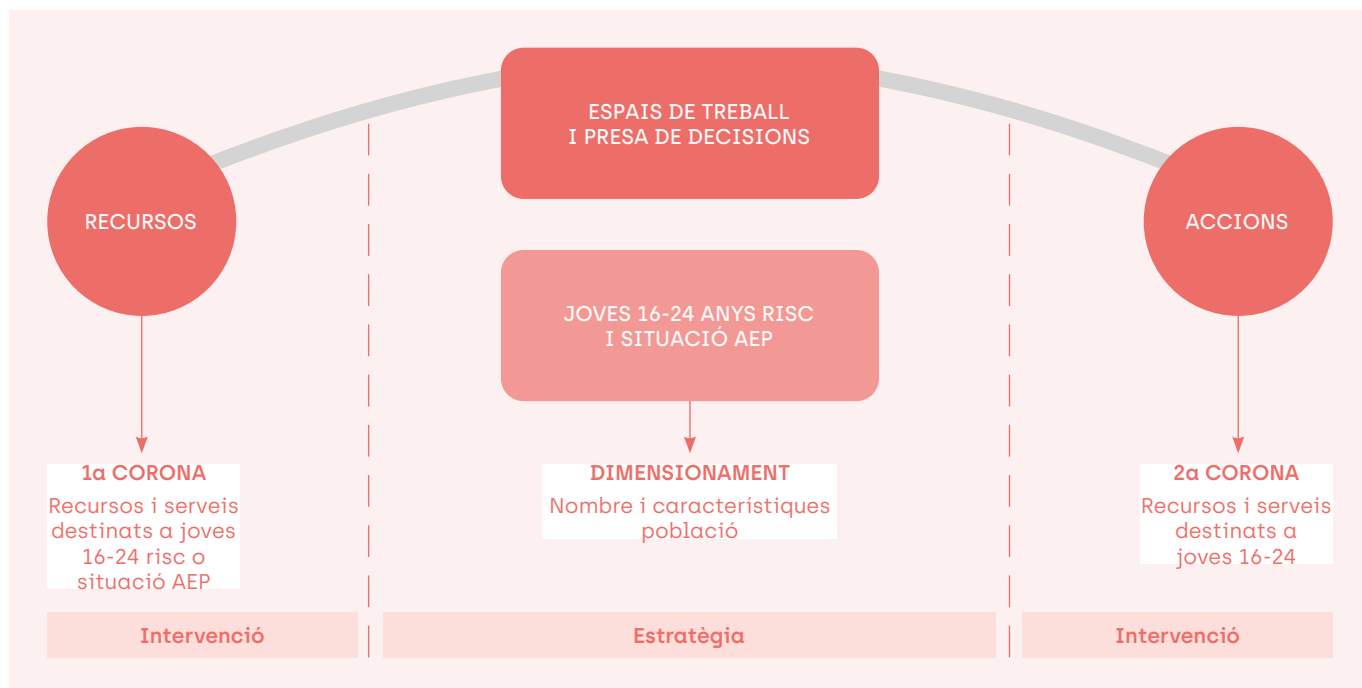 ESPAIS DE TREBALL
I PRESA DE DECISIONS
RECURSOS
ACCIONS
JOVES 16-24 ANYS RISC
I SITUACIÓ AEP
1a CORONA
Recursos i serveis
destinats a joves
16-24 risc o
situació AEP
DIMENSIONAMENT
Nombre i característiques
població
2a CORONA
Recursos i serveis
destinats a
joves 16-24
Intervenció
Estratègia
Intervenció